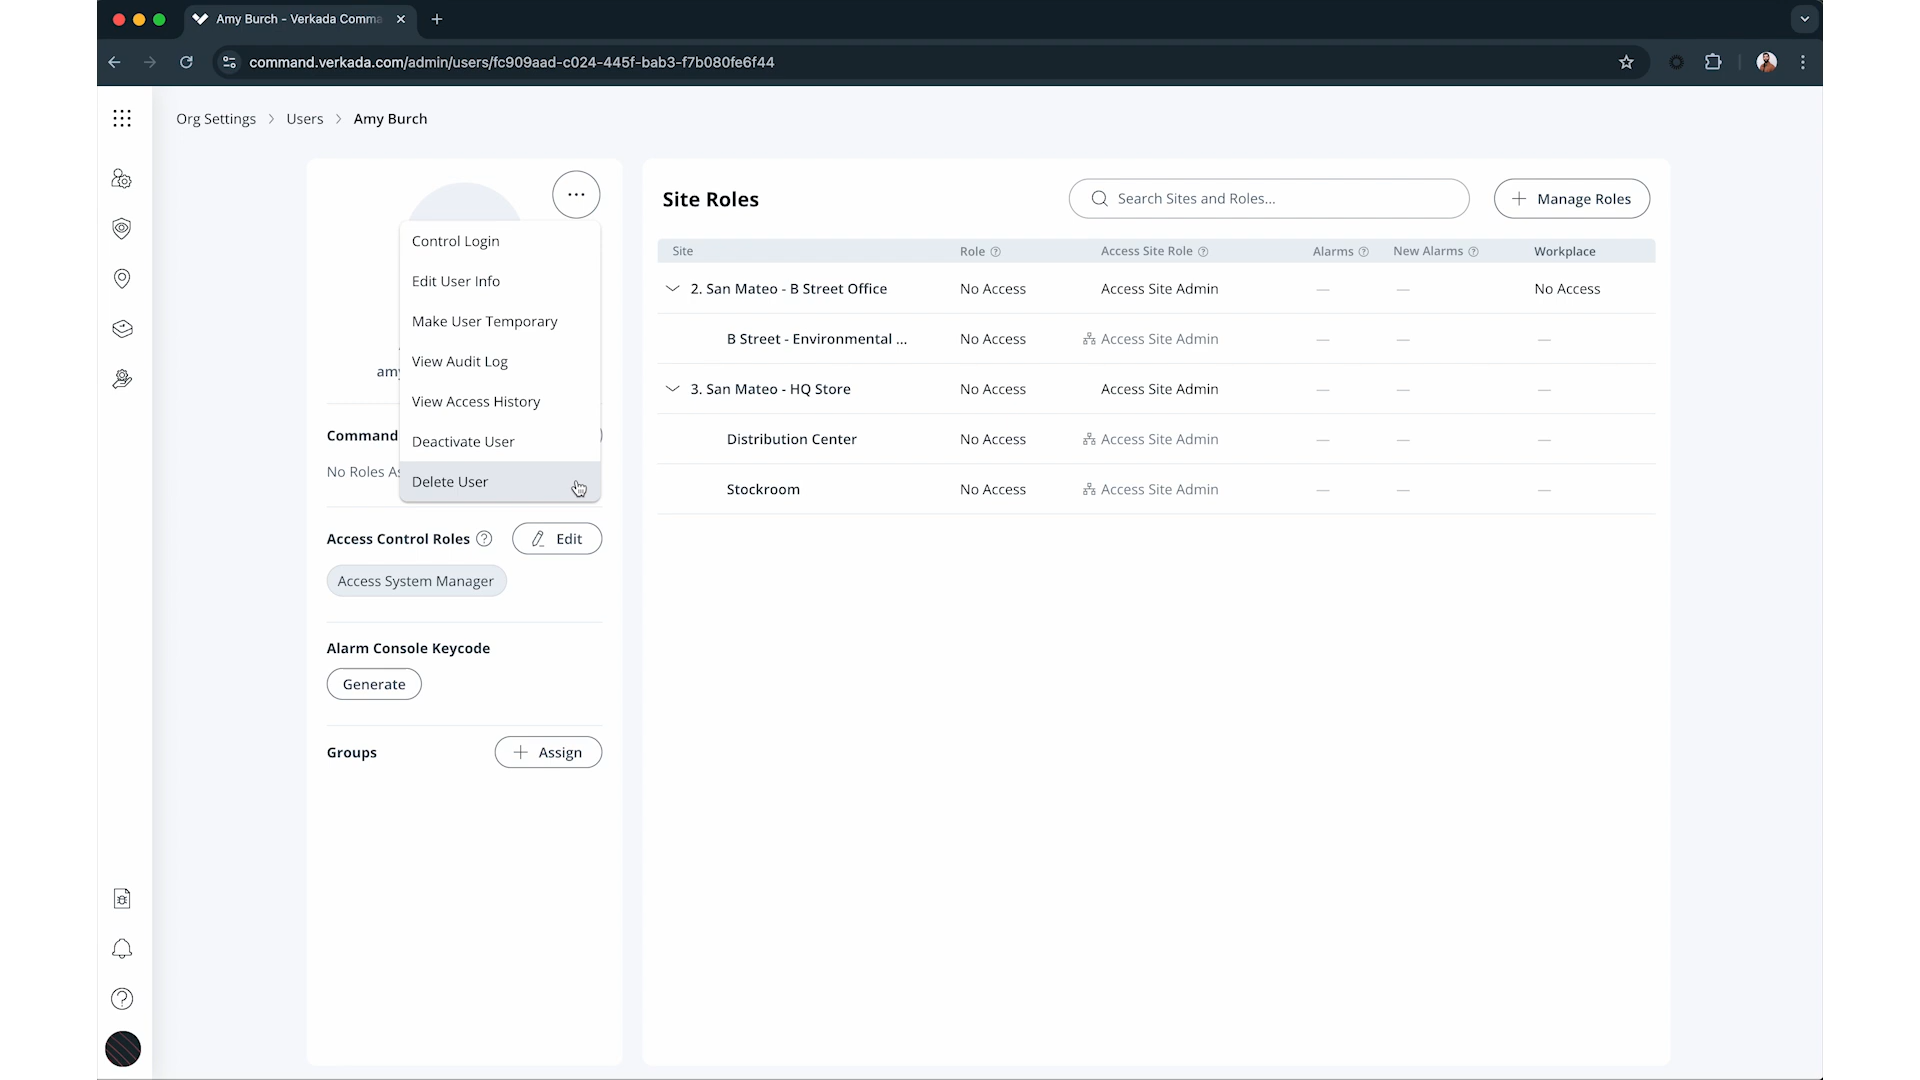 Amy Burch - Verkada Comma
command.verkada.com/admin/users/fc909aad-c024-445f-bab3-f7b080fe6f44
Org Settings > Users > Amy Burch
Control Login
Edit User Info
Make User Temporary
View Audit Log
amy
View Access History
Command
Deactivate User
No Roles As
Delete User
Access Control Roles
Edit
Access System Manager
Alarm Console Keycode
Generate
Groups
Assign
Site Roles
Search Sites and Roles...
Manage Roles
Site Role Access Site Role Alarms New Alarms Workplace
2. San Mateo - B Street Office No Access Access Site Admin — — No Access
B Street - Environmental ... No Access Access Site Admin — — —
3. San Mateo - HQ Store No Access Access Site Admin — — —
Distribution Center No Access Access Site Admin — — —
Stockroom No Access Access Site Admin — — —